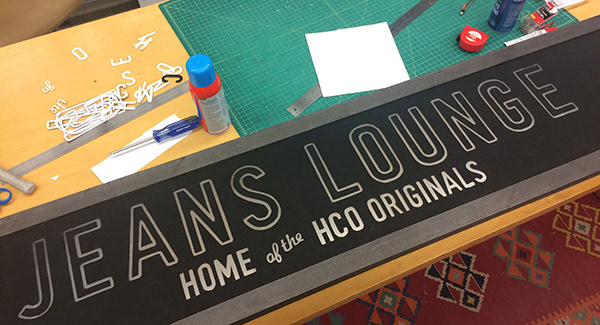 JEANS LOUNGE
HOME of the HCO ORIGINALS